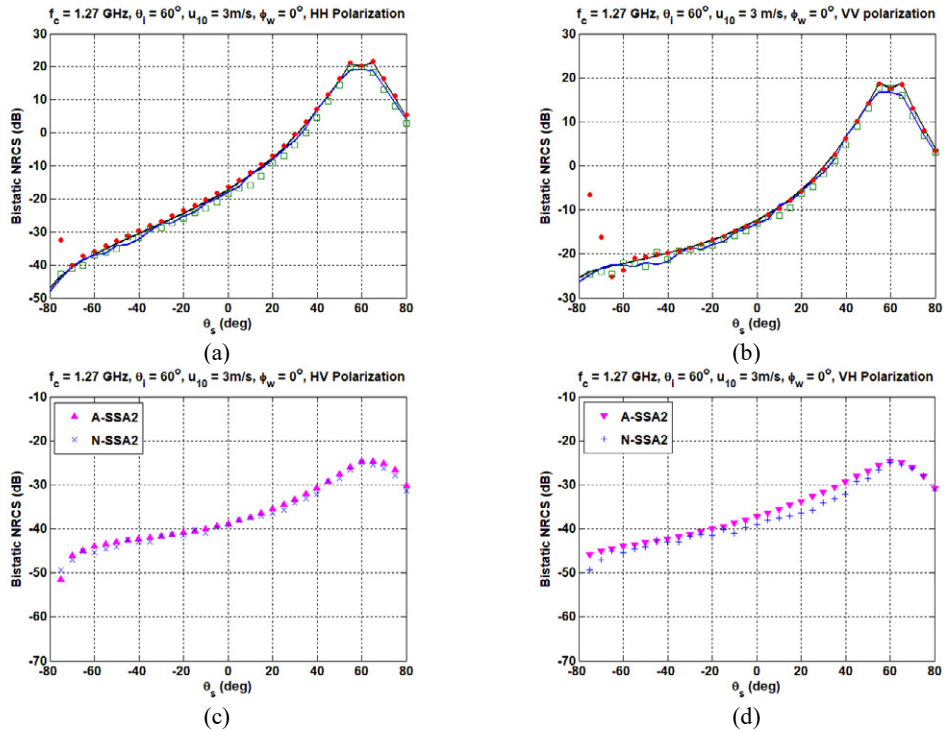 f_c = 1.27 GHz, θ_i = 60°, u_10 = 3m/s, ϕ_w = 0°, HH Polarization
Bistatic NRCS (dB)
30
20
10
0
-10
-20
-30
-40
-50
-80 -60 -40 -20 0 20 40 60 80
θ_s (deg)
(a)
f_c = 1.27 GHz, θ_i = 60°, u_10 = 3 m/s, ϕ_w = 0°, VV polarization
Bistatic NRCS (dB)
30
20
10
0
-10
-20
-30
-80 -60 -40 -20 0 20 40 60 80
θ_s (deg)
(b)
f_c = 1.27 GHz, θ_i = 60°, u_10 = 3m/s, ϕ_w = 0°, HV Polarization
Bistatic NRCS (dB)
-10
-20
-30
-40
-50
-60
-70
A-SSA2
N-SSA2
-80 -60 -40 -20 0 20 40 60 80
θ_s (deg)
(c)
f_c = 1.27 GHz, θ_i = 60°, u_10 = 3m/s, ϕ_w = 0°, VH Polarization
Bistatic NRCS (dB)
-10
-20
-30
-40
-50
-60
-70
A-SSA2
N-SSA2
-80 -60 -40 -20 0 20 40 60 80
θ_s (deg)
(d)